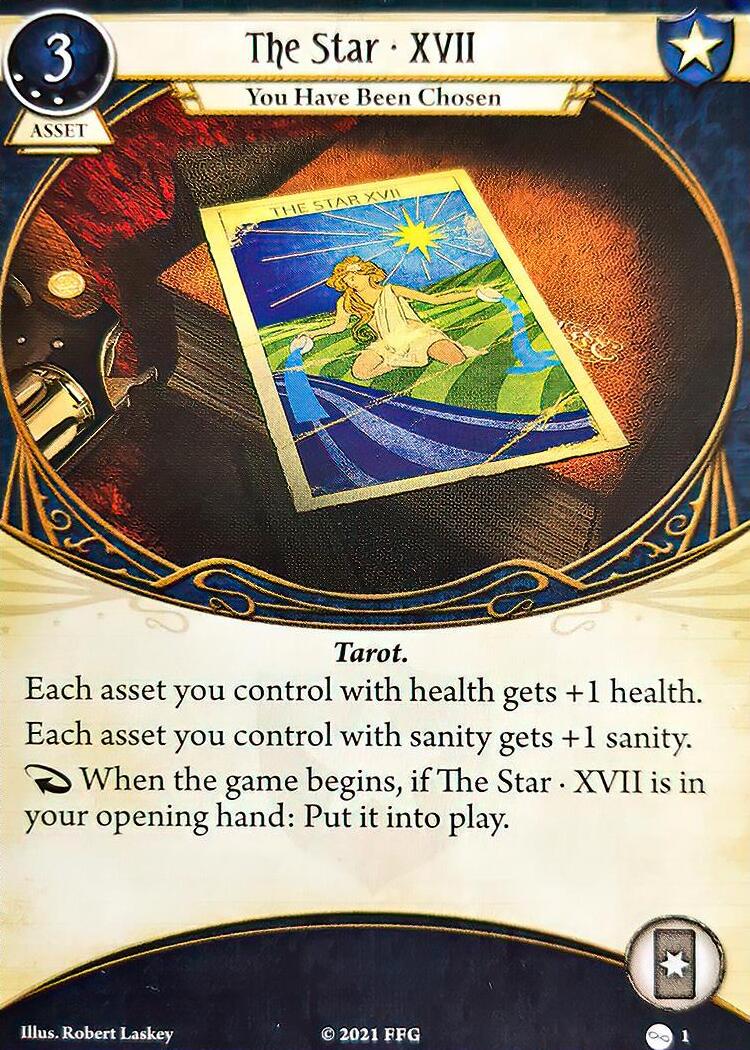 3
The Star · XVII
You Have Been Chosen
ASSET
THE STAR XVII
Tarot.
Each asset you control with health gets +1 health.
Each asset you control with sanity gets +1 sanity.
When the game begins, if The Star · XVII is in
your opening hand: Put it into play.
Illus. Robert Laskey
© 2021 FFG
1